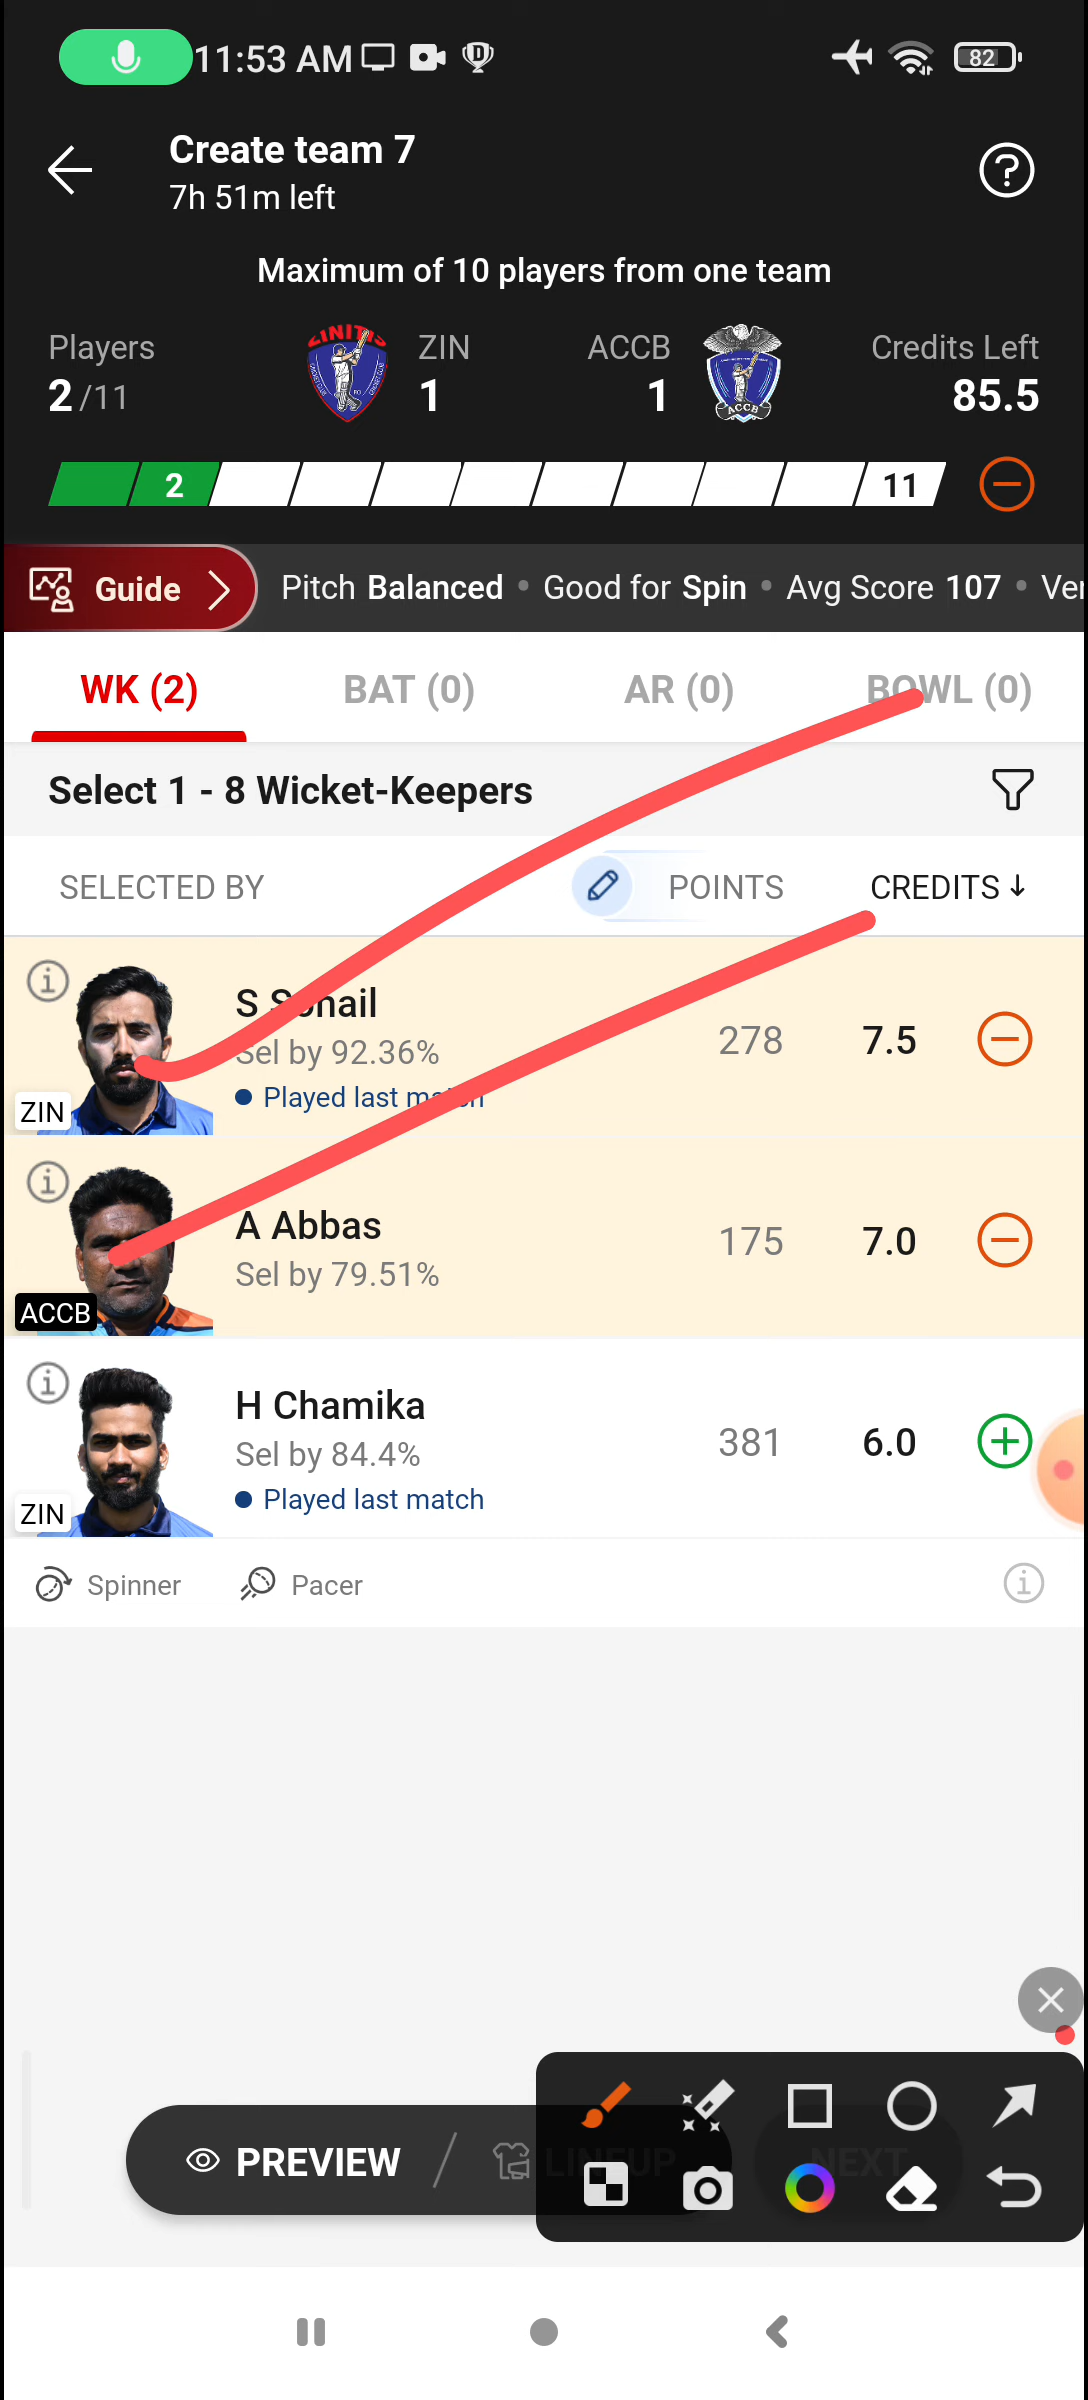 11:53 AM
82
Create team 7
7h 51m left
Maximum of 10 players from one team
Players
2/11
ZIN
1
ACCB
1
Credits Left
85.5
2
11
Guide
Pitch Balanced • Good for Spin • Avg Score 107 • Ver
WK (2)
BAT (0)
AR (0)
BOWL (0)
Select 1 - 8 Wicket-Keepers
SELECTED BY
POINTS
CREDITS↓
S Sohail
Sel by 92.36%
Played last match
ZIN
278
7.5
A Abbas
Sel by 79.51%
ACCB
175
7.0
H Chamika
Sel by 84.4%
Played last match
ZIN
381
6.0
Spinner
Pacer
PREVIEW
LINEUP
NEXT